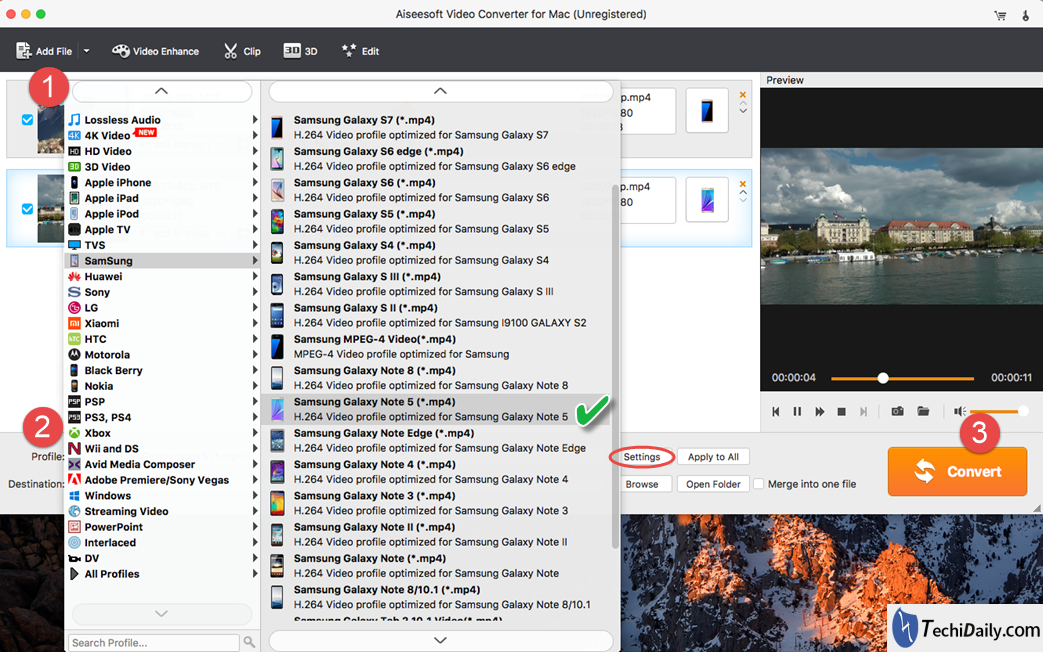 Aiseesoft Video Converter for Mac (Unregistered)
Add File
Video Enhance
Clip
3D 3D
Edit
1
Preview
Lossless Audio
4K 4K Video NEW
HD HD Video
3D 3D Video
Apple iPhone
Apple iPad
Apple iPod
Apple TV
TVS
SamSung
Huawei
Sony
LG
Xiaomi
HTC
Motorola
Black Berry
Nokia
PSP
PS3, PS4
Xbox
Wii and DS
Avid Media Composer
Adobe Premiere/Sony Vegas
Windows
Streaming Video
PowerPoint
Interlaced
DV
All Profiles
Search Profile...
Samsung Galaxy S7 (*.mp4)
H.264 Video profile optimized for Samsung Galaxy S7
Samsung Galaxy S6 edge (*.mp4)
H.264 Video profile optimized for Samsung Galaxy S6 edge
Samsung Galaxy S6 (*.mp4)
H.264 Video profile optimized for Samsung Galaxy S6
Samsung Galaxy S5 (*.mp4)
H.264 Video profile optimized for Samsung Galaxy S5
Samsung Galaxy S4 (*.mp4)
H.264 Video profile optimized for Samsung Galaxy S4
Samsung Galaxy S III (*.mp4)
H.264 Video profile optimized for Samsung Galaxy S III
Samsung Galaxy S II (*.mp4)
H.264 Video profile optimized for Samsung I9100 GALAXY S2
Samsung MPEG-4 Video(*.mp4)
MPEG-4 Video profile optimized for Samsung
Samsung Galaxy Note 8 (*.mp4)
H.264 Video profile optimized for Samsung Galaxy Note 8
Samsung Galaxy Note 5 (*.mp4)
H.264 Video profile optimized for Samsung Galaxy Note 5
Samsung Galaxy Note Edge (*.mp4)
H.264 Video profile optimized for Samsung Galaxy Note Edge
Samsung Galaxy Note 4 (*.mp4)
H.264 Video profile optimized for Samsung Galaxy Note 4
Samsung Galaxy Note 3 (*.mp4)
H.264 Video profile optimized for Samsung Galaxy Note 3
Samsung Galaxy Note II (*.mp4)
H.264 Video profile optimized for Samsung Galaxy Note II
Samsung Galaxy Note (*.mp4)
H.264 Video profile optimized for Samsung Galaxy Note
Samsung Galaxy Note 8/10.1 (*.mp4)
H.264 Video profile optimized for Samsung Galaxy Note 8/10.1
Samsung Galaxy Tab 2 10.1 Video(*.mp4)
p.mp4
80
3
p.mp4
80
00:00:04
00:00:11
2
Profile:
Destination:
Settings
Apply to All
Browse
Open Folder
Merge into one file
3
Convert
TechiDaily.com